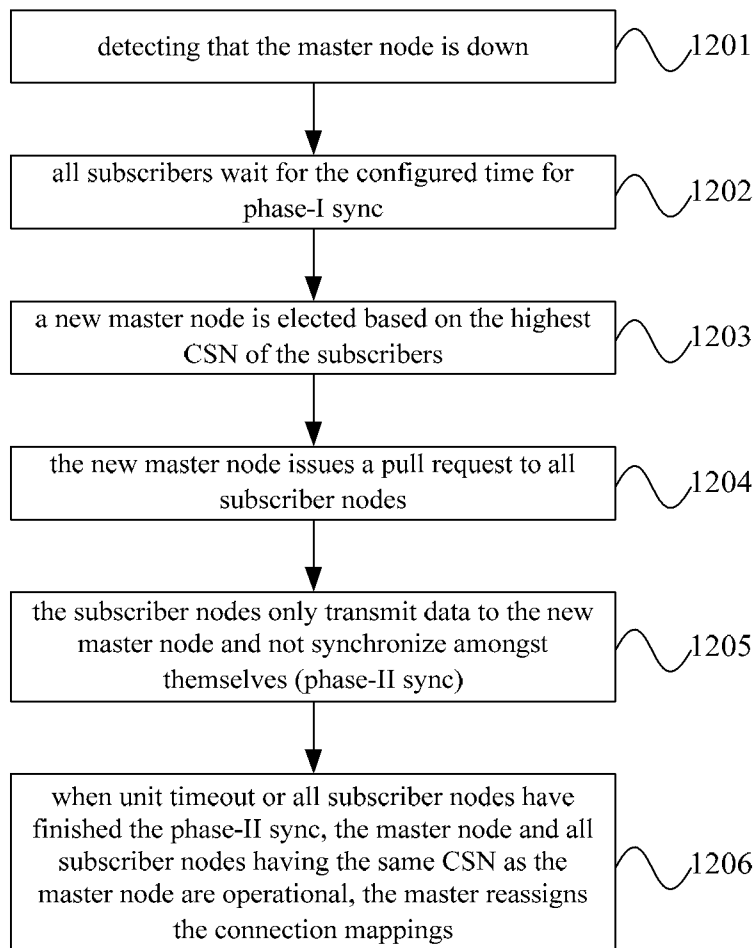 detecting that the master node is down
1201
all subscribers wait for the configured time for
phase-I sync
1202
a new master node is elected based on the highest
CSN of the subscribers
1203
the new master node issues a pull request to all
subscriber nodes
1204
the subscriber nodes only transmit data to the new
master node and not synchronize amongst
themselves (phase-II sync)
1205
when unit timeout or all subscriber nodes have
finished the phase-II sync, the master node and all
subscriber nodes having the same CSN as the
master node are operational, the master reassigns
the connection mappings
1206